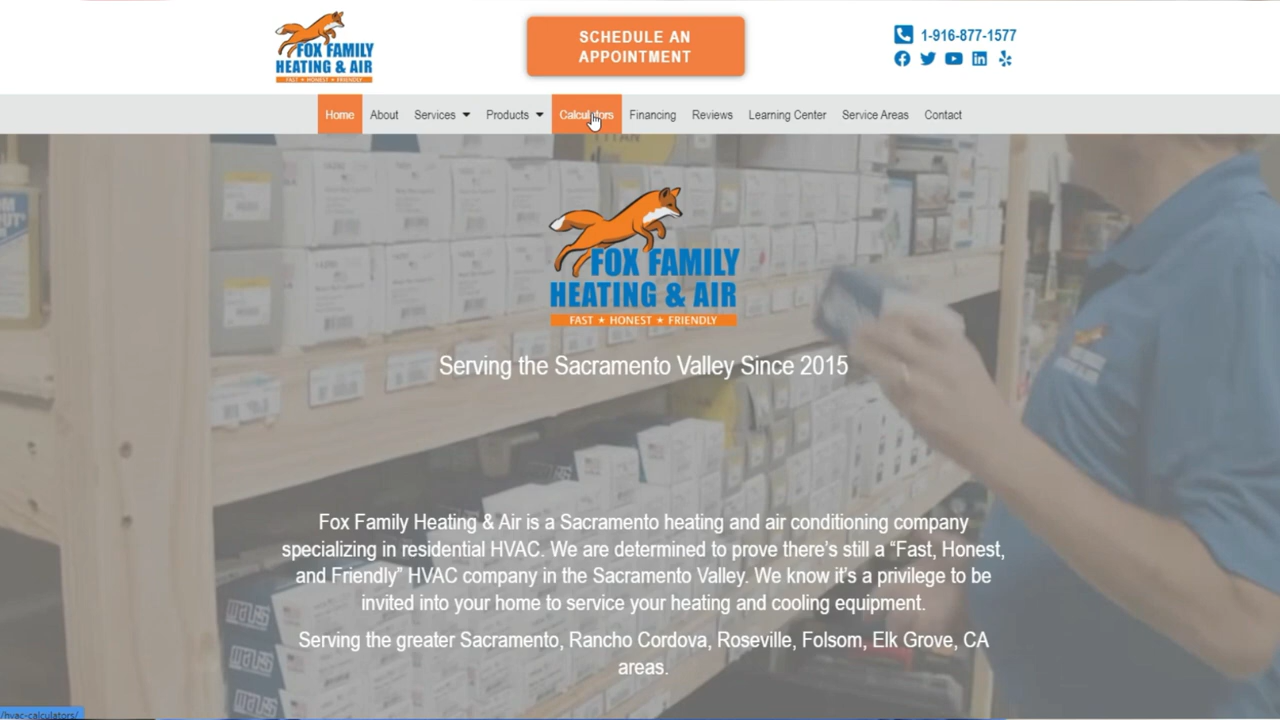 FOX FAMILY
HEATING & AIR
FAST • HONEST • FRIENDLY
SCHEDULE AN
APPOINTMENT
1-916-877-1577
Home About Services Products Calculators Financing Reviews Learning Center Service Areas Contact
FOX FAMILY
HEATING & AIR
FAST ★ HONEST ★ FRIENDLY
Serving the Sacramento Valley Since 2015
Fox Family Heating & Air is a Sacramento heating and air conditioning company
specializing in residential HVAC. We are determined to prove there's still a “Fast, Honest,
and Friendly” HVAC company in the Sacramento Valley. We know it's a privilege to be
invited into your home to service your heating and cooling equipment.
Serving the greater Sacramento, Rancho Cordova, Roseville, Folsom, Elk Grove, CA
areas.
/hvac-calculators/